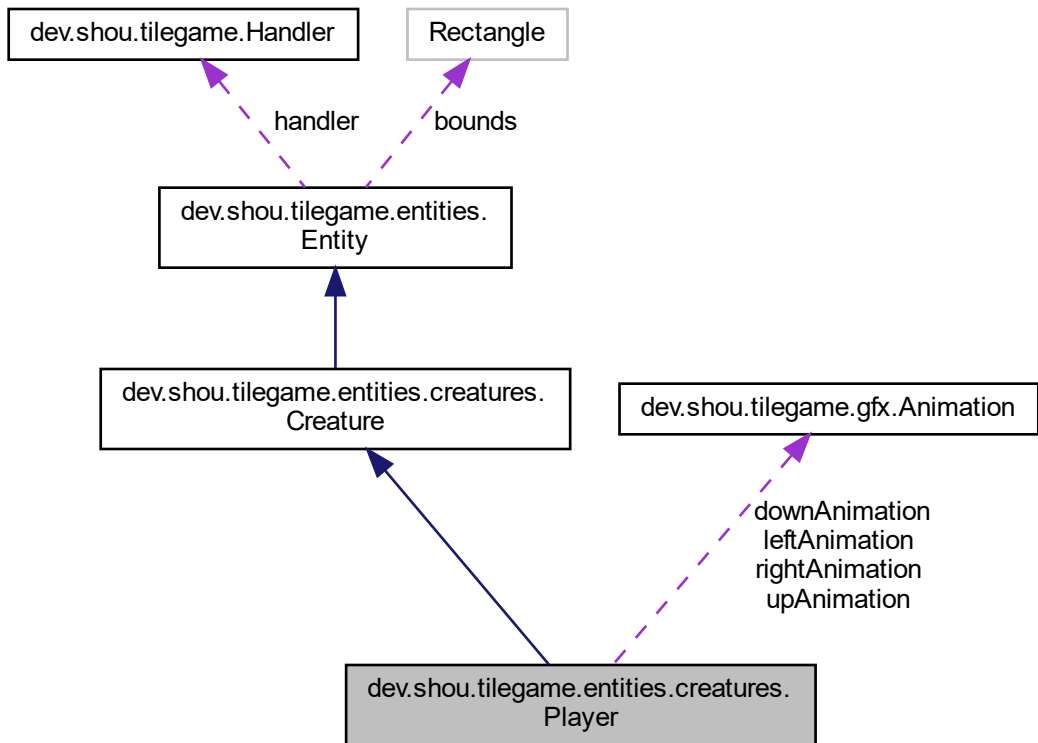 dev.shou.tilegame.Handler
Rectangle
handler
bounds
dev.shou.tilegame.entities.
Entity
dev.shou.tilegame.entities.creatures.
Creature
dev.shou.tilegame.gfx.Animation
downAnimation
leftAnimation
rightAnimation
upAnimation
dev.shou.tilegame.entities.creatures.
Player